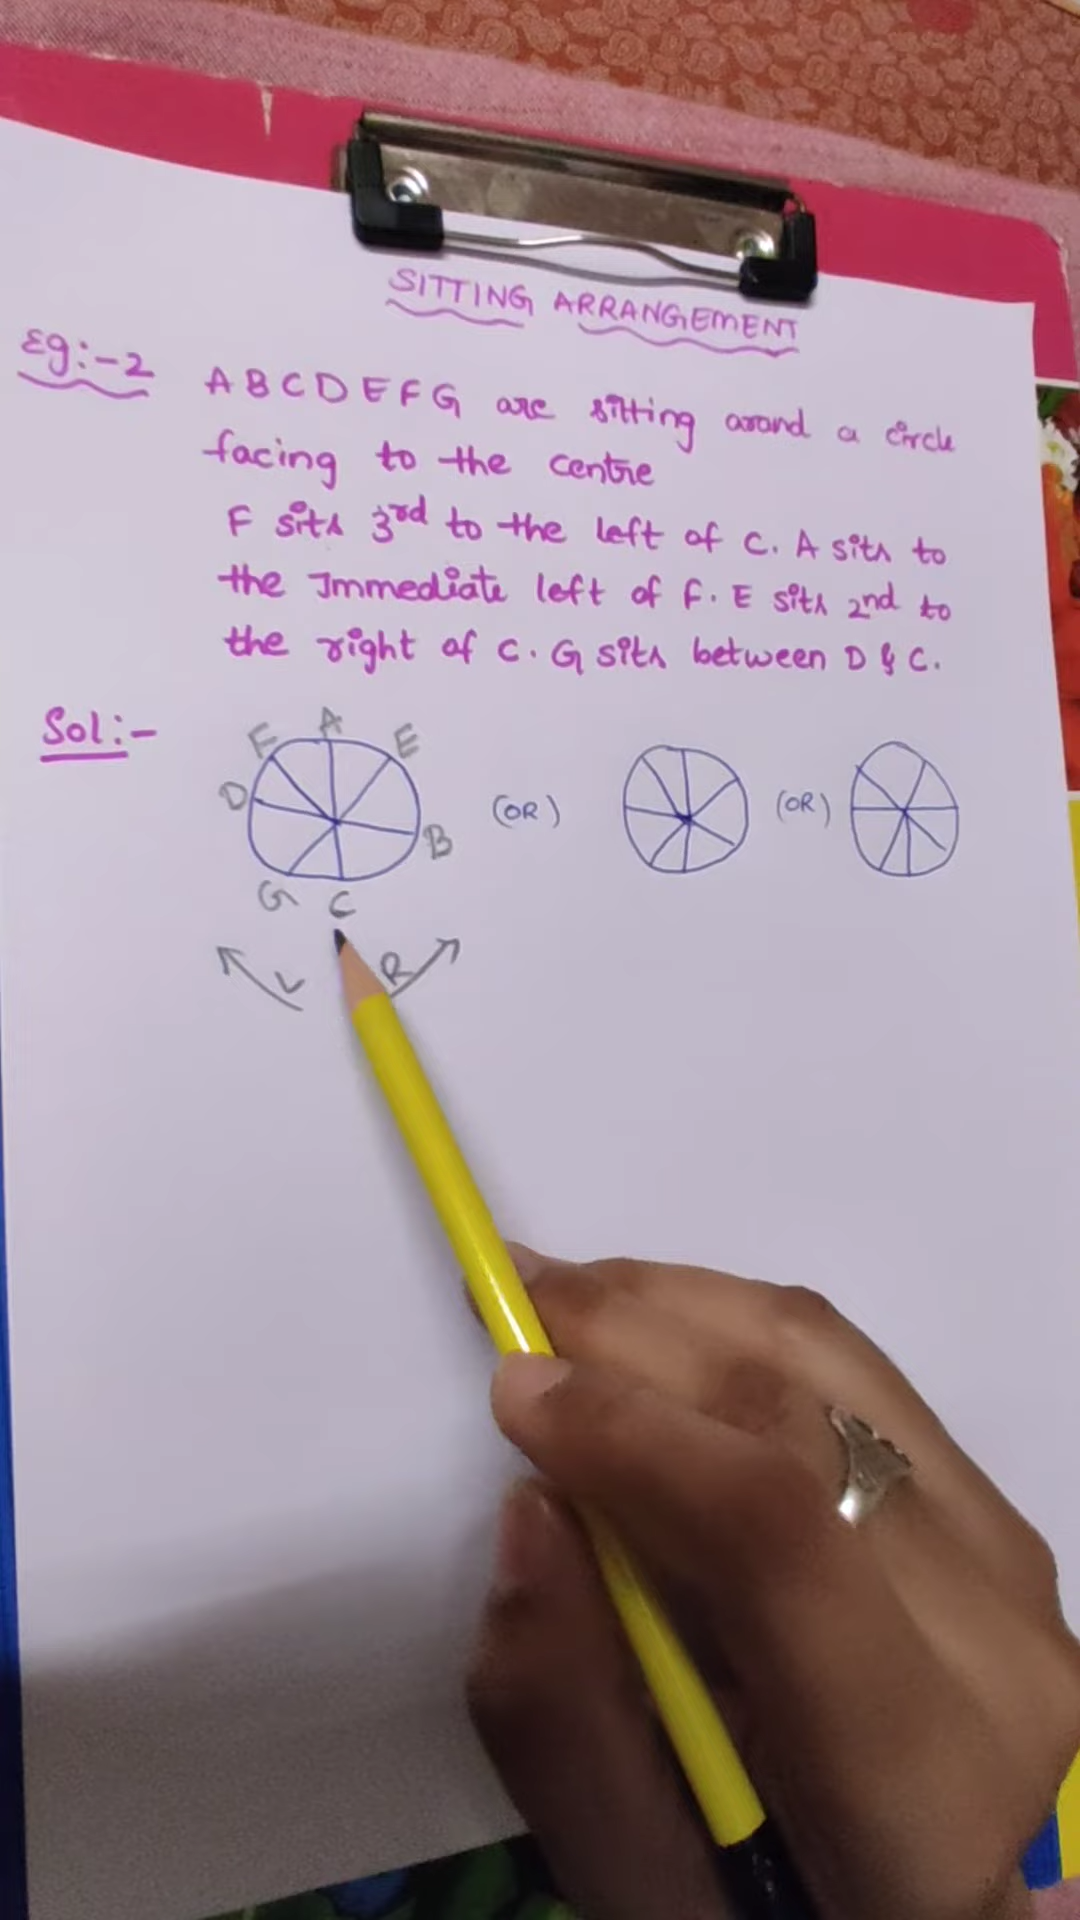 SITTING ARRANGEMENT
Eg:-2 A B C D E F G are sitting arond a circle
facing to the centre
F sits 3rd to the left of C. A sits to
the Immediate left of F. E sits 2nd to
the right of C. G sits between D & C.
Sol:-
F A E
D B
G C
(OR) (OR)
L R